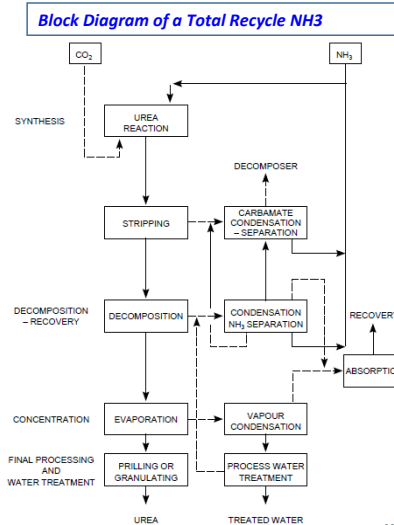 Block Diagram of a Total Recycle NH3
CO2
NH3
SYNTHESIS
UREA
REACTION
DECOMPOSER
STRIPPING
CARBAMATE
CONDENSATION
– SEPARATION
DECOMPOSITION
– RECOVERY
DECOMPOSITION
CONDENSATION
NH3 SEPARATION
RECOVERY
ABSORPTIO
CONCENTRATION
EVAPORATION
VAPOUR
CONDENSATION
FINAL PROCESSING
AND
WATER TREATMENT
PRILLING OR
GRANULATING
PROCESS WATER
TREATMENT
UREA
TREATED WATER